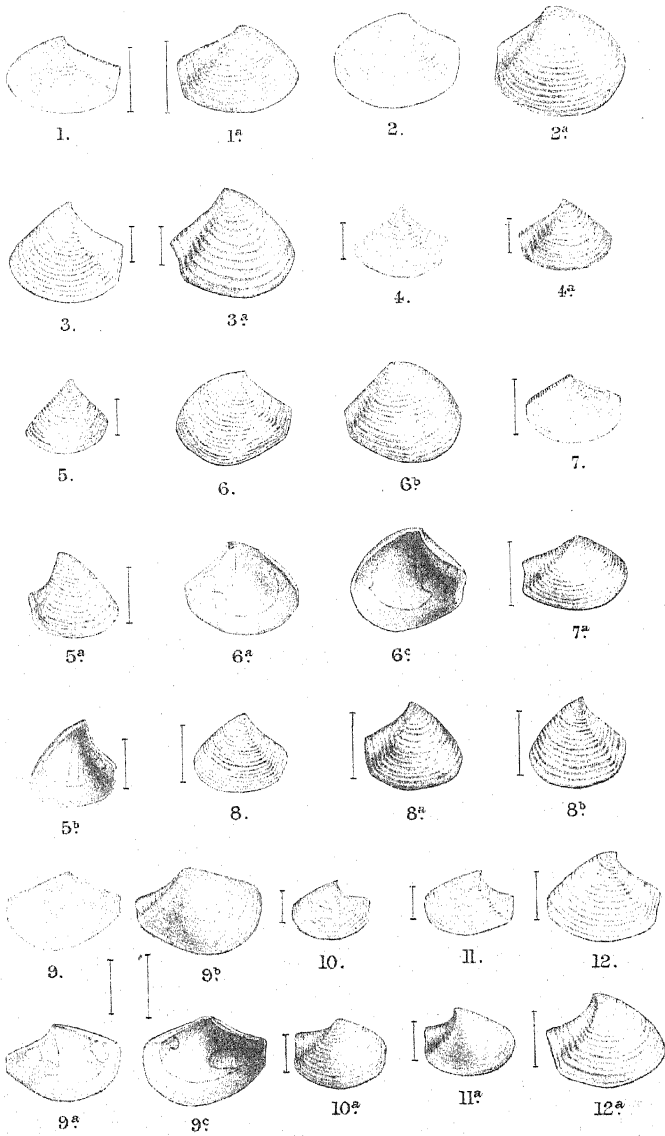 1. 1ª. 2. 2ª.
3. 3ª. 4. 4ª.
5. 6. 6ᵇ. 7.
5ª. 6ª. 6ᶜ. 7ª.
5ᵇ. 8. 8ª. 8ᵇ.
9. 9ᵇ. 10. 11. 12.
9ª. 9ᶜ. 10ª. 11ª. 12ª.